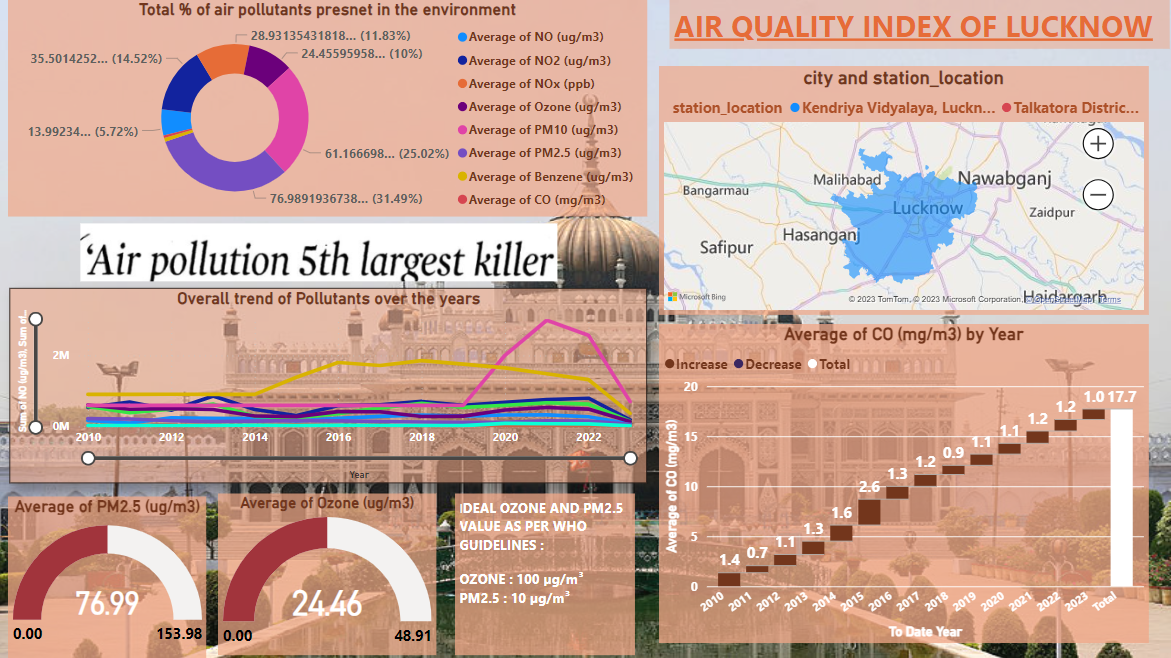 Total % of air pollutants presnet in the environment
28.93135431818... (11.83%)
24.45595958... (10%)
35.5014252... (14.52%)
13.99234... (5.72%)
61.166698... (25.02%)
76.9891936738... (31.49%)
Average of NO (ug/m3)
Average of NO2 (ug/m3)
Average of NOx (ppb)
Average of Ozone (ug/m3)
Average of PM10 (ug/m3)
Average of PM2.5 (ug/m3)
Average of Benzene (ug/m3)
Average of CO (mg/m3)
AIR QUALITY INDEX OF LUCKNOW
city and station_location
station_location Kendriya Vidyalaya, Luckn... Talkatora Distric...
Malihabad
Nawabganj
Bangarmau
Lucknow
Zaidpur
Hasanganj
Safipur
Haidargarh
Microsoft Bing
© 2023 TomTom, © 2023 Microsoft Corporation, © OpenStreetMap Terms
‘Air pollution 5th largest killer
Overall trend of Pollutants over the years
Sum of NO (ug/m3), Sum of...
2M
0M
2010 2012 2014 2016 2018 2020 2022
Year
Average of CO (mg/m3) by Year
Increase Decrease Total
Average of CO (mg/m3)
20
15
10
5
0
1.4 0.7 1.1 1.3 1.6 2.6 1.3 1.2 0.9 1.1 1.1 1.2 1.2 1.0 17.7
2010 2011 2012 2013 2014 2015 2016 2017 2018 2019 2020 2021 2022 2023 Total
To Date Year
Average of PM2.5 (ug/m3)
76.99
0.00 153.98
Average of Ozone (ug/m3)
24.46
0.00 48.91
IDEAL OZONE AND PM2.5
VALUE AS PER WHO
GUIDELINES :
OZONE : 100 µg/m³
PM2.5 : 10 µg/m³